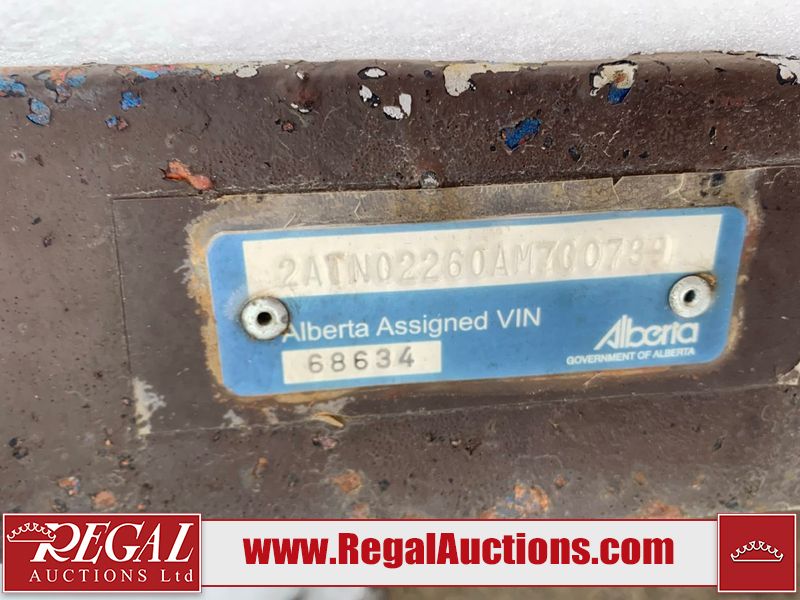 2ATN02260AM700739
Alberta Assigned VIN
68634
Alberta
GOVERNMENT OF ALBERTA
REGAL
AUCTIONS Ltd
www.RegalAuctions.com